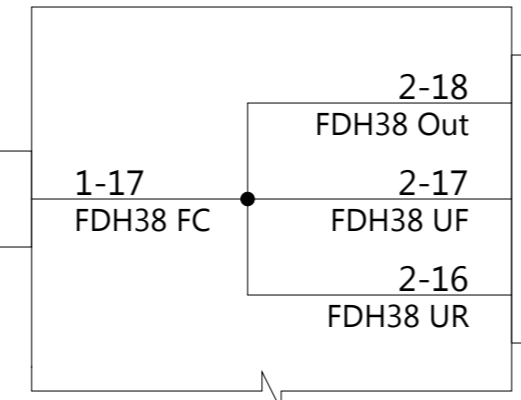 2-18
FDH38 Out
1-17
FDH38 FC
2-17
FDH38 UF
2-16
FDH38 UR